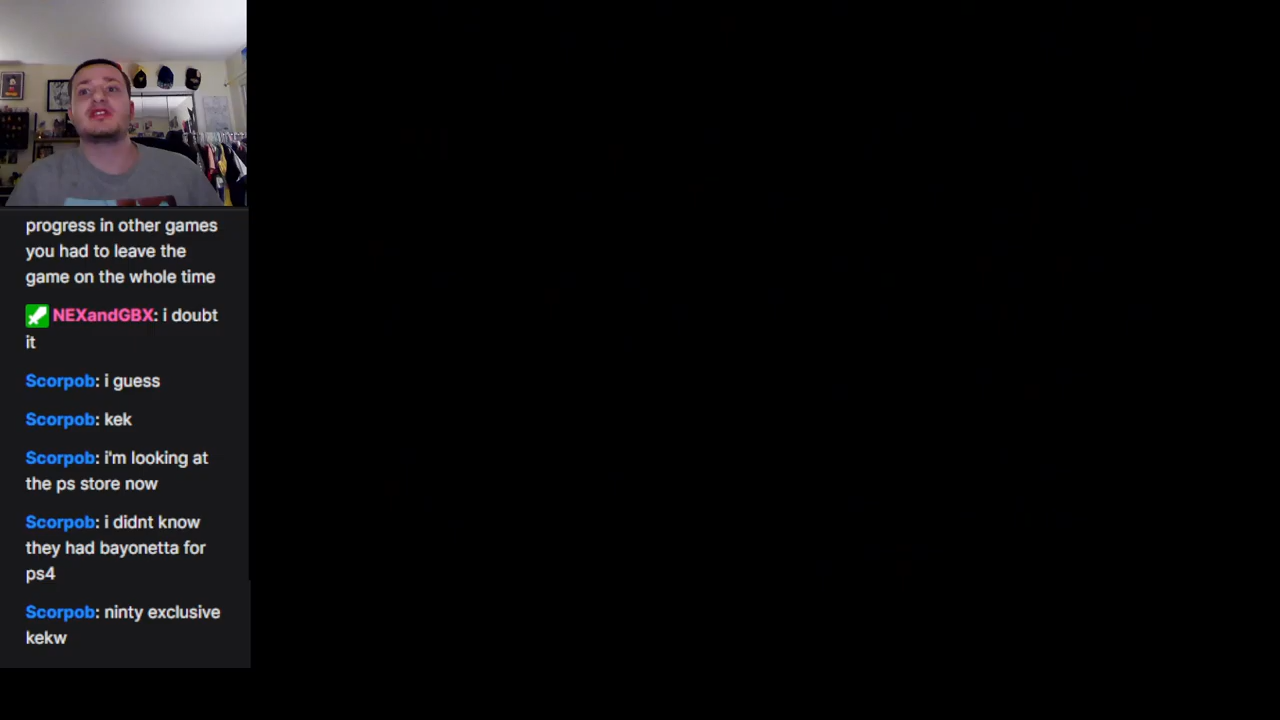 progress in other games
you had to leave the
game on the whole time
NEXandGBX: i doubt
it
Scorpob: i guess
Scorpob: kek
Scorpob: i'm looking at
the ps store now
Scorpob: i didnt know
they had bayonetta for
ps4
Scorpob: ninty exclusive
kekw